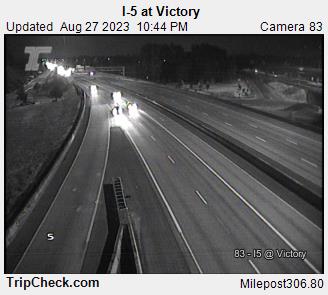 I-5 at Victory
Updated Aug 27 2023 10:44 PM Camera 83
S
83 - I5 @ Victory
TripCheck.com Milepost306.80